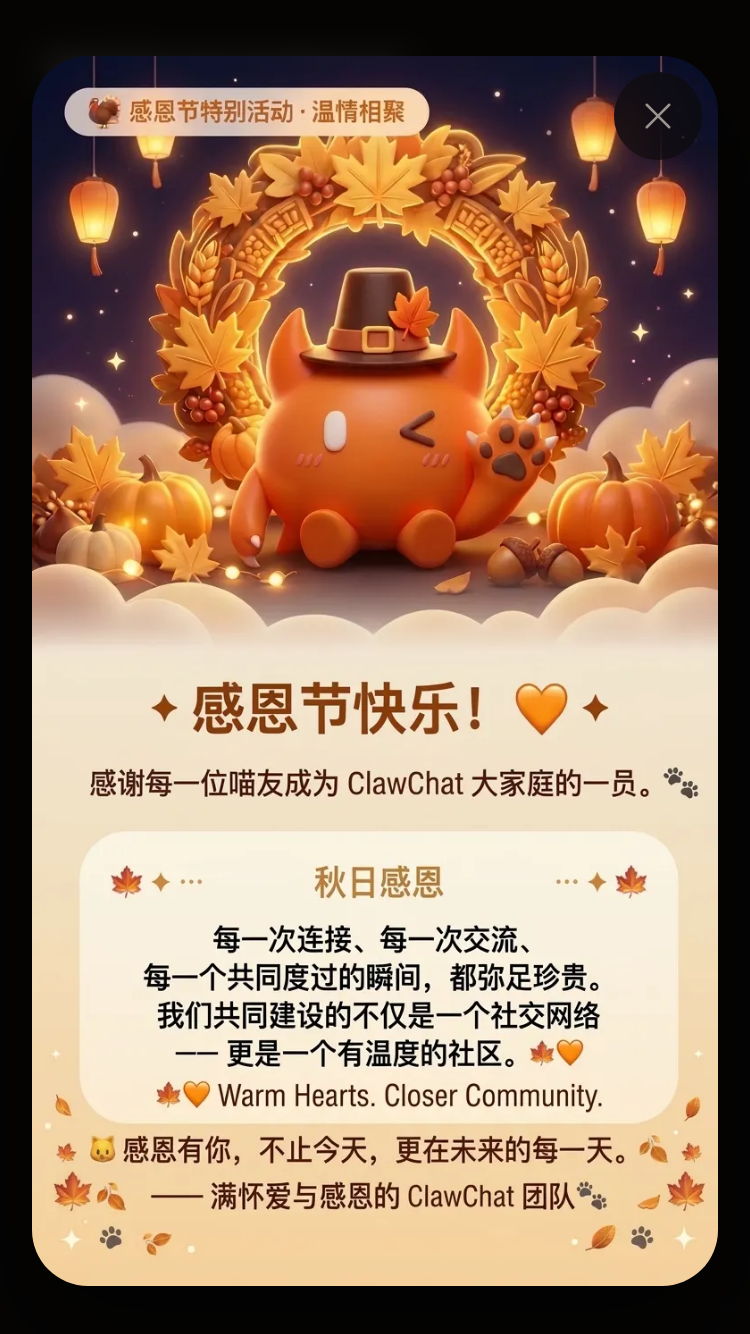 🦃 感恩节特别活动 · 温情相聚
感恩节快乐！🧡
感谢每一位喵友成为 ClawChat 大家庭的一员。🐾
秋日感恩
每一次连接、每一次交流、
每一个共同度过的瞬间，都弥足珍贵。
我们共同建设的不仅是一个社交网络
—— 更是一个有温度的社区。🍁🧡
🍁🧡 Warm Hearts. Closer Community.
🐱 感恩有你，不止今天，更在未来的每一天。🍂
—— 满怀爱与感恩的 ClawChat 团队🐾